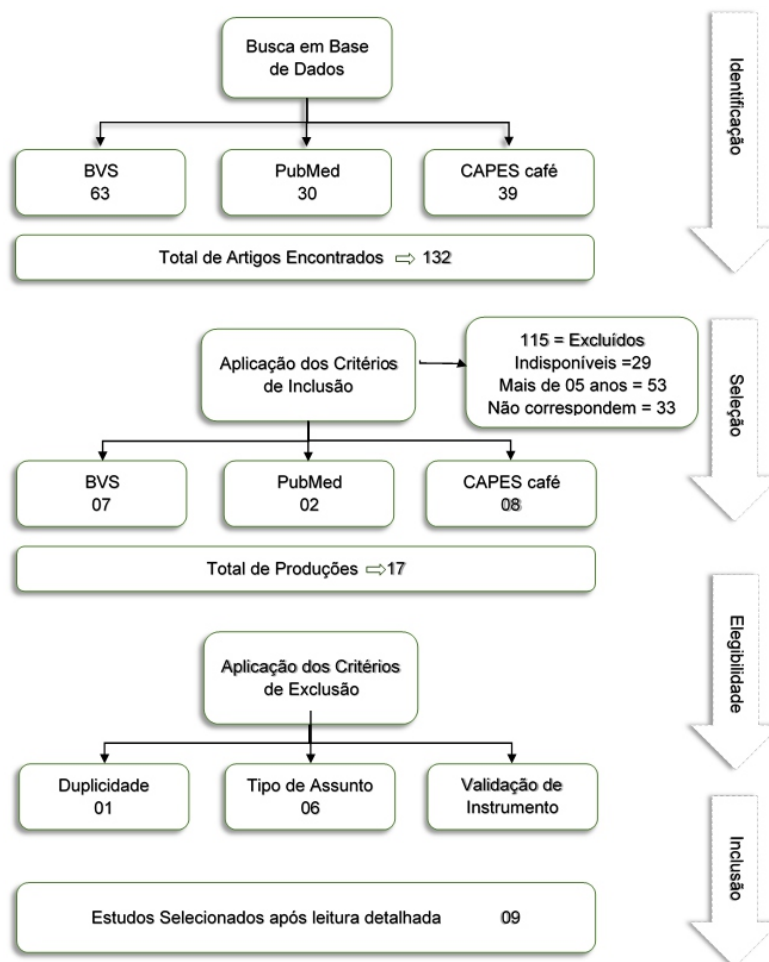 Busca em Base
de Dados
Identificação
BVS
63
PubMed
30
CAPES café
39
Total de Artigos Encontrados ⇨ 132
Aplicação dos Critérios
de Inclusão
115 = Excluídos
Indisponíveis =29
Mais de 05 anos = 53
Não correspondem = 33
Seleção
BVS
07
PubMed
02
CAPES café
08
Total de Produções ⇨17
Elegibilidade
Aplicação dos Critérios
de Exclusão
Duplicidade
01
Tipo de Assunto
06
Validação de
Instrumento
Inclusão
Estudos Selecionados após leitura detalhada 09